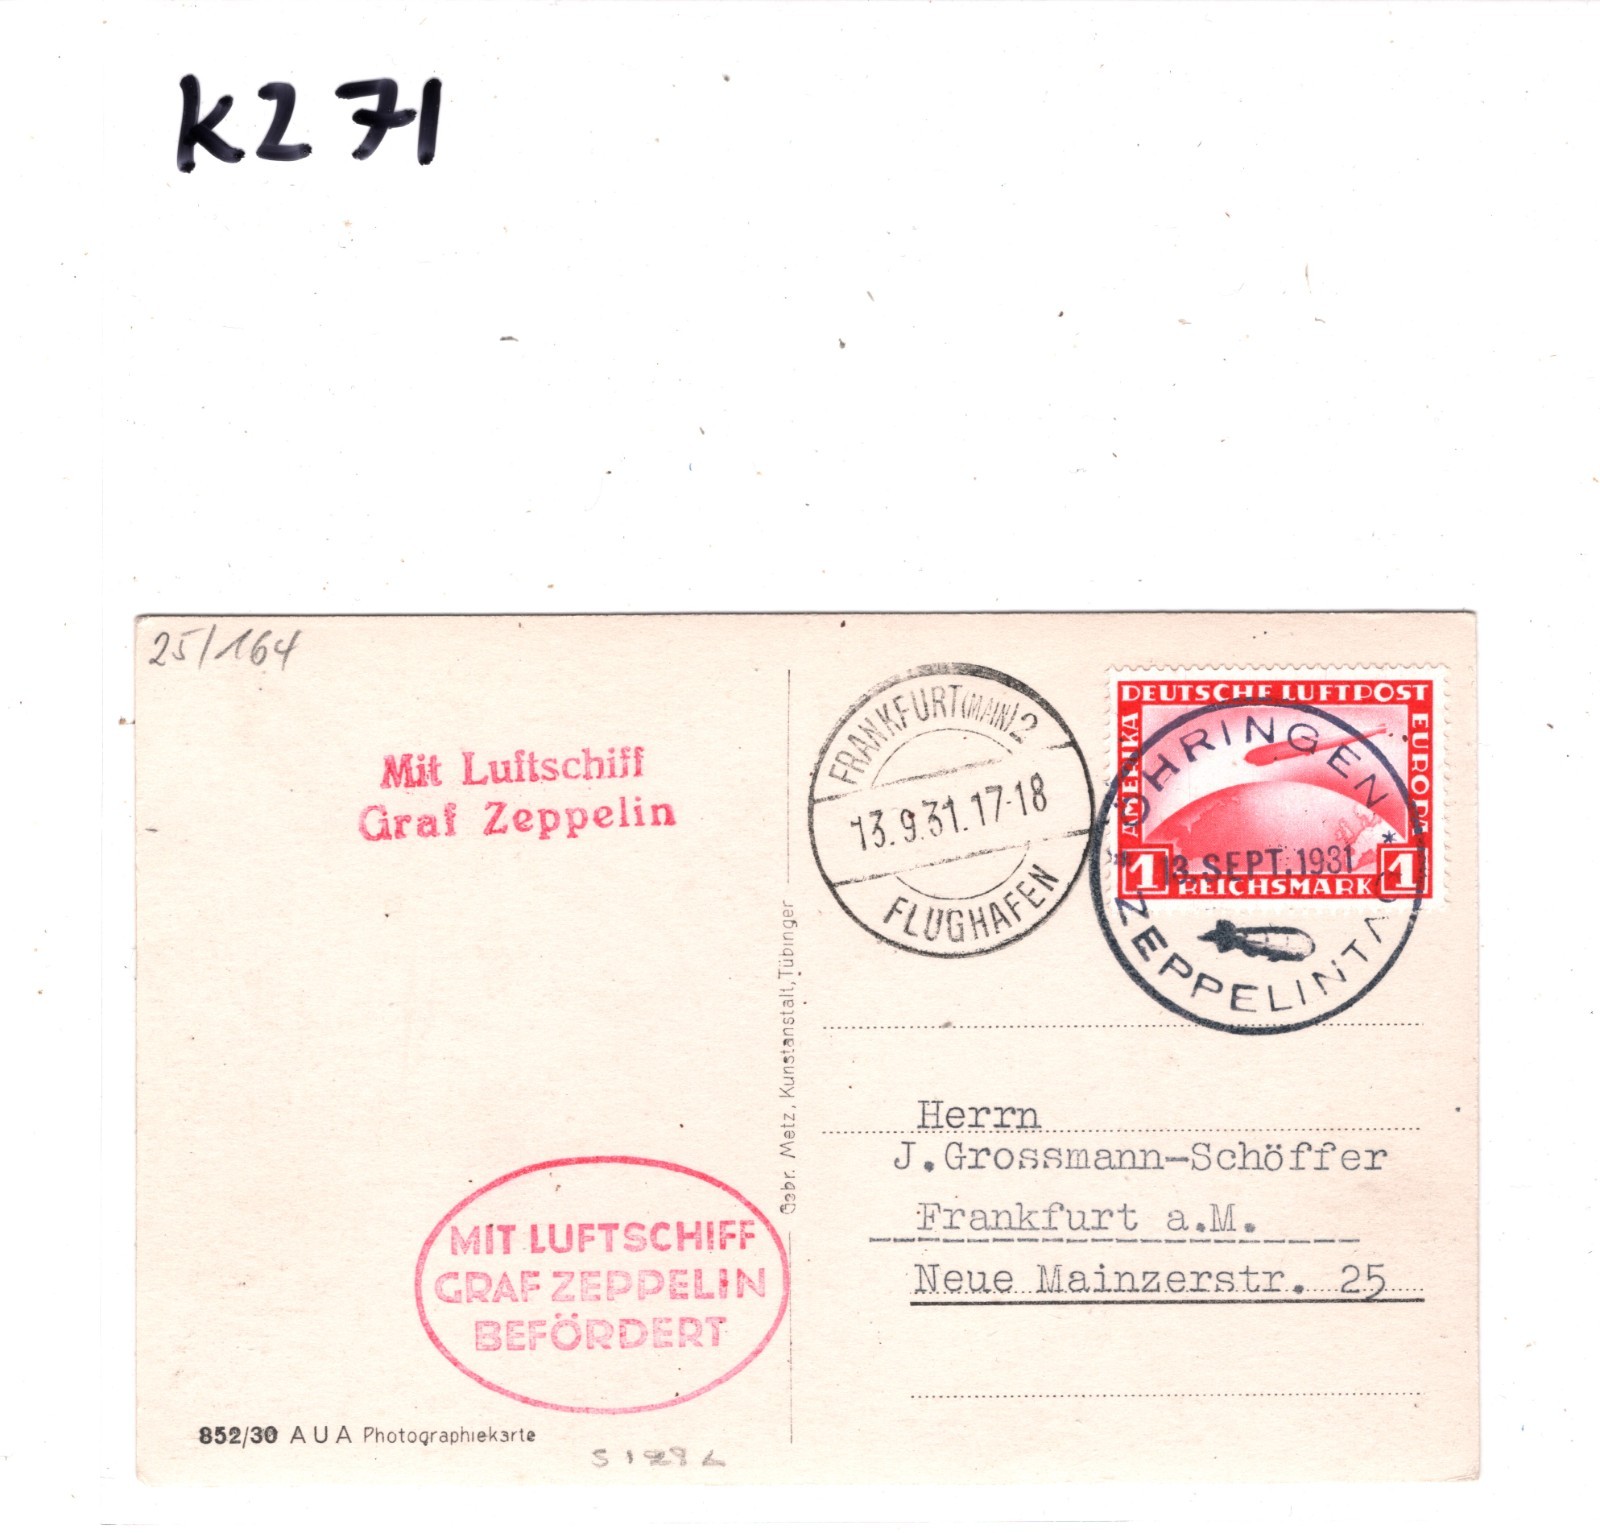 K271
25/164
Mit Luftschiff
Graf Zeppelin
FRANKFURT (MAIN) 2
13.9.31.17-18
FLUGHAFEN
DEUTSCHE LUFTPOST
AMERIKA
EUROPA
1 REICHSMARK 1
ÖHRINGEN
13.SEPT.1931
* ZEPPELINTAG *
Herrn
J.Grossmann-Schöffer
Frankfurt a.M.
Neue Mainzerstr. 25
MIT LUFTSCHIFF
GRAF ZEPPELIN
BEFÖRDERT
Gebr. Metz, Kunstanstalt, Tübingen
852/30 AUA Photographiekarte